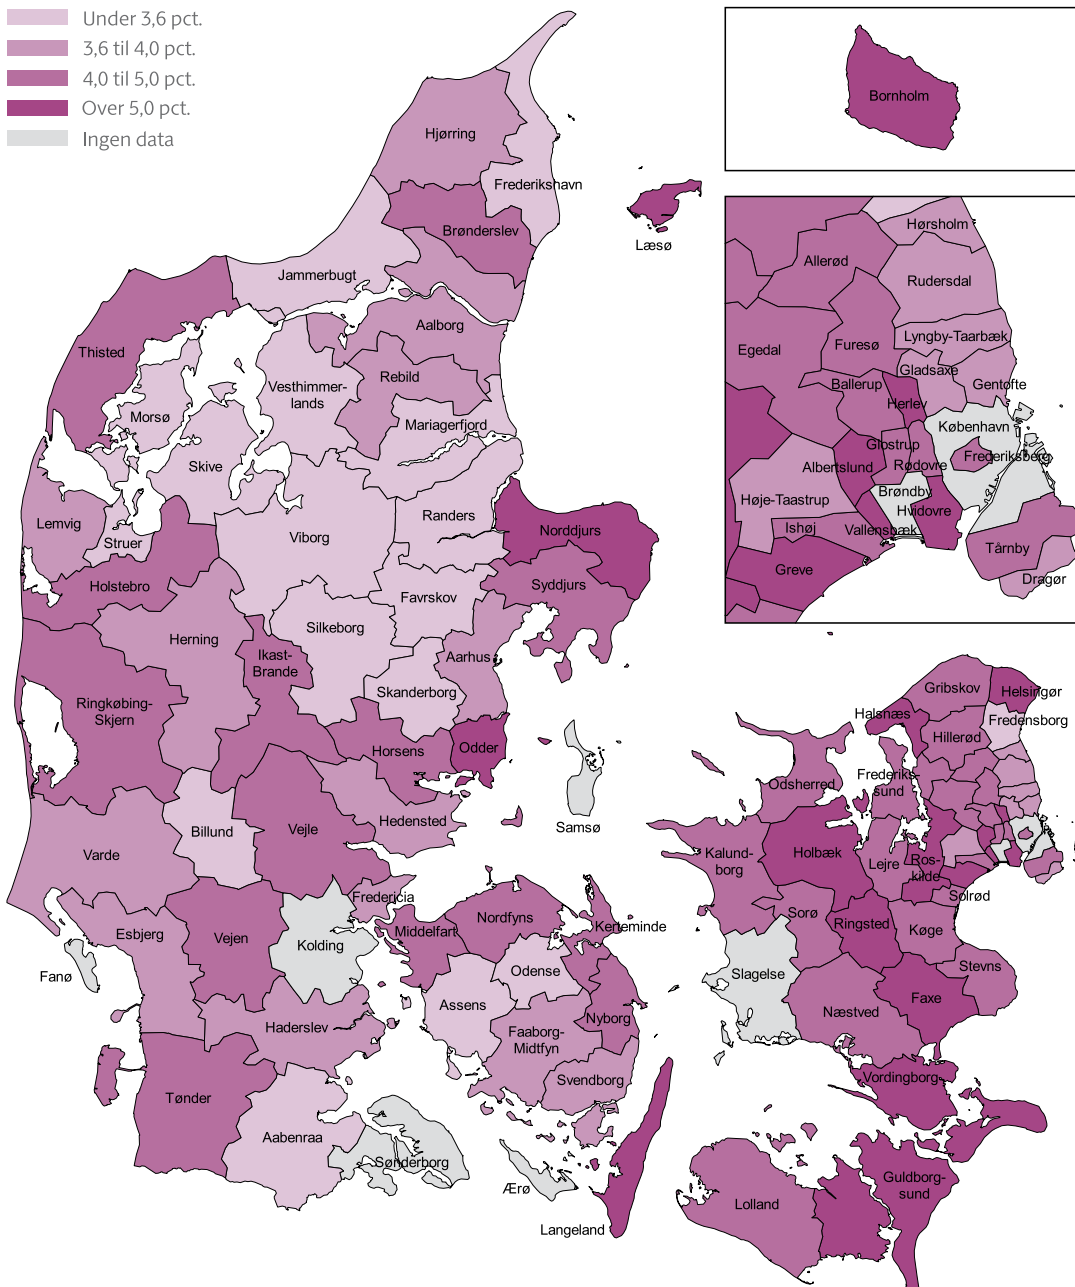 Under 3,6 pct.
3,6 til 4,0 pct.
4,0 til 5,0 pct.
Over 5,0 pct.
Ingen data
Bornholm
Hjørring
Frederikshavn
Brønderslev
Læsø
Jammerbugt
Aalborg
Thisted
Rebild
Vesthimmer-
lands
Morsø
Mariagerfjord
Skive
Lemvig
Randers
Viborg
Struer
Norddjurs
Holstebro
Syddjurs
Favrskov
Silkeborg
Herning
Ikast-
Brande
Aarhus
Skanderborg
Ringkøbing-
Skjern
Horsens
Odder
Samsø
Hedensted
Billund
Vejle
Varde
Fredericia
Esbjerg
Vejen
Kolding
Fanø
Nordfyns
Middelfart
Kerteminde
Odense
Assens
Nyborg
Faaborg-
Midtfyn
Haderslev
Svendborg
Tønder
Aabenraa
Sønderborg
Ærø
Langeland
Hørsholm
Allerød
Rudersdal
Lyngby-Taarbæk
Furesø
Egedal
Gladsaxe
Gentofte
Ballerup
Herlev
København
Glostrup
Frederiksberg
Albertslund
Rødovre
Brøndby
Høje-Taastrup
Hvidovre
Ishøj
Vallensbæk
Tårnby
Greve
Dragør
Gribskov
Helsingør
Halsnæs
Fredensborg
Hillerød
Frederiks-
sund
Odsherred
Holbæk
Kalund-
borg
Lejre
Ros-
kilde
Solrød
Sorø
Ringsted
Køge
Slagelse
Stevns
Faxe
Næstved
Vordingborg
Guldborg-
sund
Lolland